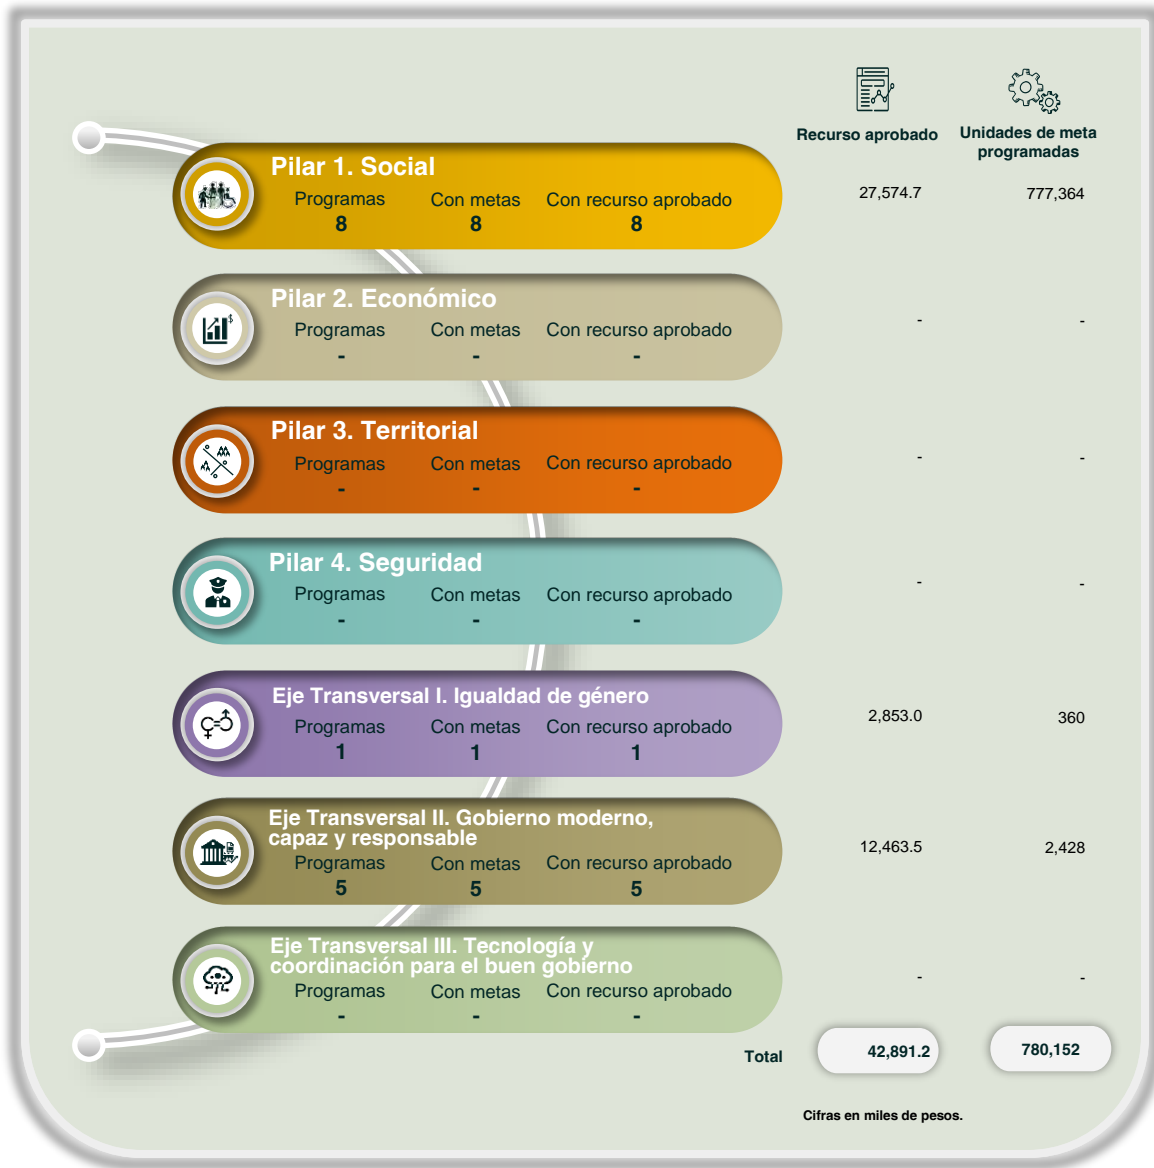 Recurso aprobado
Unidades de meta
programadas
Pilar 1. Social
Programas Con metas Con recurso aprobado
8 8 8
27,574.7 777,364
Pilar 2. Económico
Programas Con metas Con recurso aprobado
- - -
- -
Pilar 3. Territorial
Programas Con metas Con recurso aprobado
- - -
- -
Pilar 4. Seguridad
Programas Con metas Con recurso aprobado
- - -
- -
Eje Transversal I. Igualdad de género
Programas Con metas Con recurso aprobado
1 1 1
2,853.0 360
Eje Transversal II. Gobierno moderno,
capaz y responsable
Programas Con metas Con recurso aprobado
5 5 5
12,463.5 2,428
Eje Transversal III. Tecnología y
coordinación para el buen gobierno
Programas Con metas Con recurso aprobado
- - -
- -
Total 42,891.2 780,152
Cifras en miles de pesos.